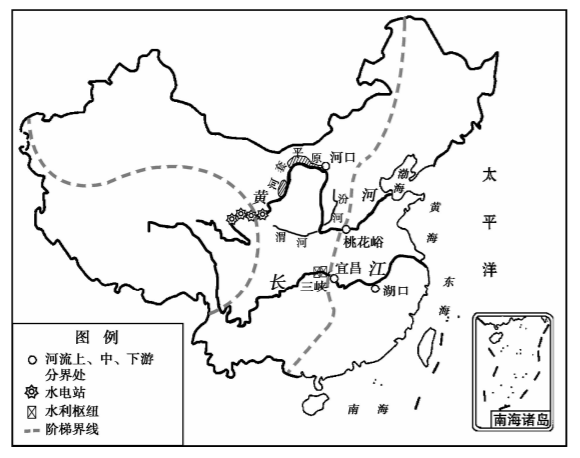 河套平原
河口
黄河
汾河
渭河
桃花峪
渤海
黄海
东海
太平洋
长江
宜昌
三峡
湖口
南海
南海诸岛
图例
河流上、中、下游
分界处
水电站
水利枢纽
阶梯界线